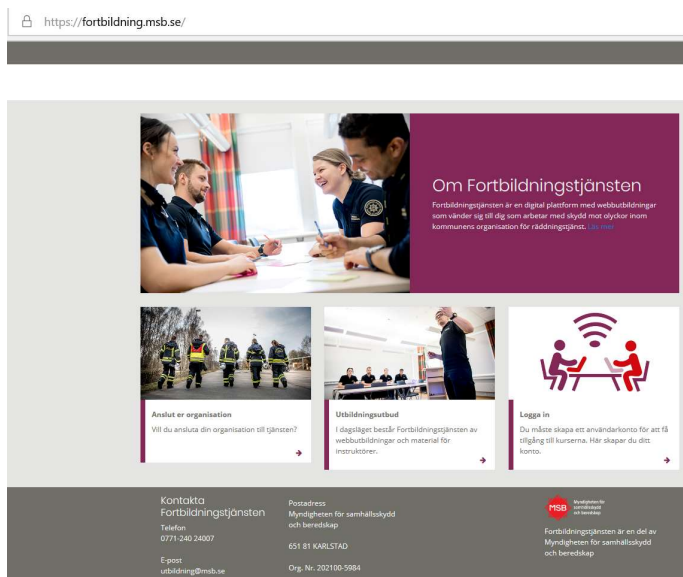 https://fortbildning.msb.se/
Om Fortbildningstjänsten
Fortbildningstjänsten är en digital plattform med webbutbildningar
som vänder sig till dig som arbetar med skydd mot olyckor inom
kommunens organisation för räddningstjänst. Läs mer
Anslut er organisation
Vill du ansluta din organisation till tjänsten?
Utbildningsutbud
I dagsläget består Fortbildningstjänsten av
webbutbildningar och material för
instruktörer.
Logga in
Du måste skapa ett användarkonto för att få
tillgång till kurserna. Här skapar du ditt
konto.
Kontakta
Fortbildningstjänsten
Telefon
0771-240 24007
E-post
utbildning@msb.se
Postadress
Myndigheten för samhällsskydd
och beredskap
651 81 KARLSTAD
Org. Nr. 202100-5984
MSB
Myndigheten för
samhällsskydd
och beredskap
Fortbildningstjänsten är en del av
Myndigheten för samhällsskydd
och beredskap